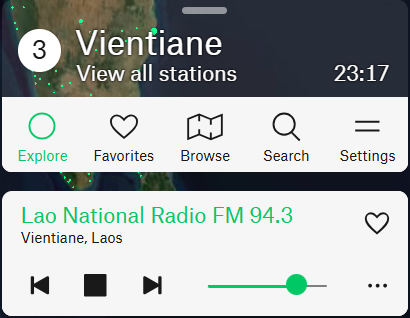 3
Vientiane
View all stations
23:17
Explore
Favorites
Browse
Search
Settings
Lao National Radio FM 94.3
Vientiane, Laos